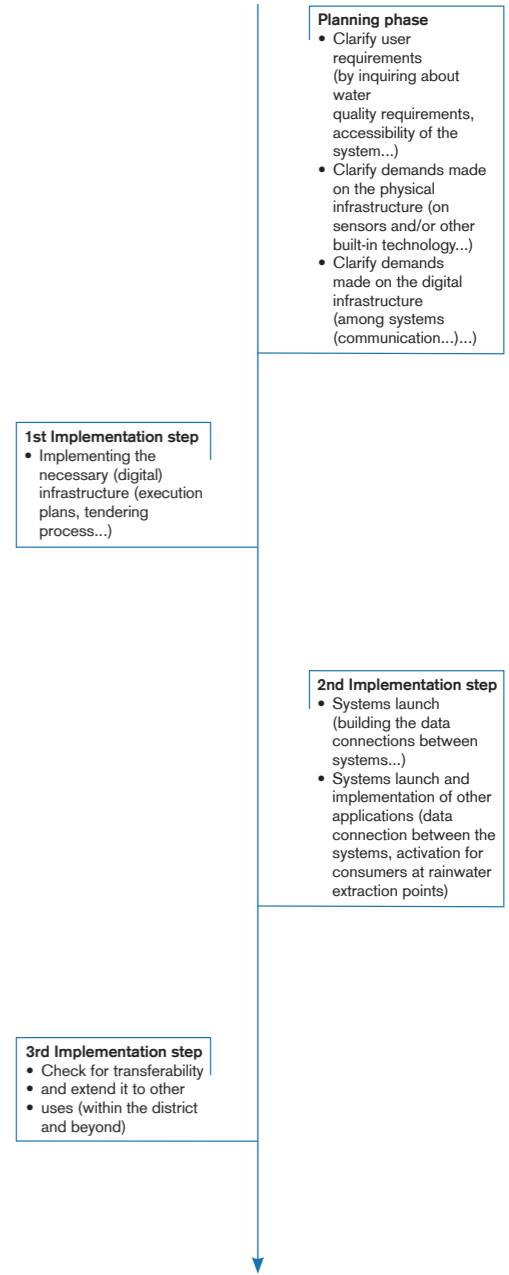 Planning phase
• Clarify user
requirements
(by inquiring about
water
quality requirements,
accessibility of the
system...)
• Clarify demands made
on the physical
infrastructure (on
sensors and/or other
built-in technology...)
• Clarify demands
made on the digital
infrastructure
(among systems
(communication...)...)
1st Implementation step
• Implementing the
necessary (digital)
infrastructure (execution
plans, tendering
process...)
2nd Implementation step
• Systems launch
(building the data
connections between
systems...)
• Systems launch and
implementation of other
applications (data
connection between the
systems, activation for
consumers at rainwater
extraction points)
3rd Implementation step
• Check for transferability
• and extend it to other
• uses (within the district
and beyond)